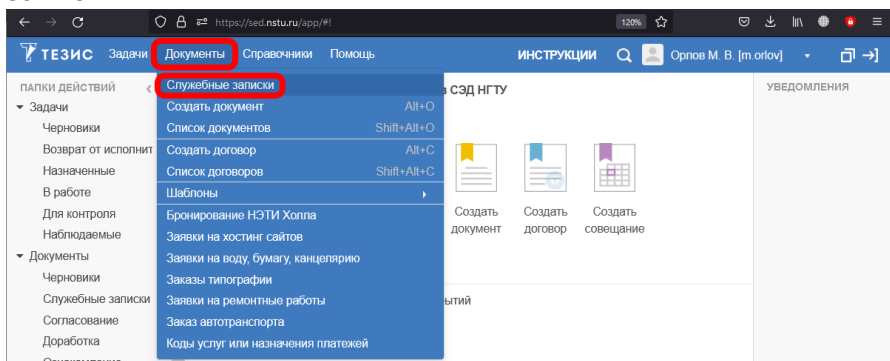 https://sed.nstu.ru/app/#!
120%
ТЕЗИС Задачи Документы Справочники Помощь ИНСТРУКЦИИ Орлов М. В. [m.orlov]
ПАПКИ ДЕЙСТВИЙ
Задачи
Черновики
Возврат от исполнит
Назначенные
В работе
Для контроля
Наблюдаемые
Документы
Черновики
Служебные записки
Согласование
Доработка
Служебные записки
Создать документ Alt+O
Список документов Shift+Alt+O
Создать договор Alt+C
Список договоров Shift+Alt+C
Шаблоны
Бронирование НЭТИ Холла
Заявки на хостинг сайтов
Заявки на воду, бумагу, канцелярию
Заказы типографии
Заявки на ремонтные работы
Заказ автотранспорта
Коды услуг или назначения платежей
в СЭД НГТУ
Создать документ
Создать договор
Создать совещание
ытий
УВЕДОМЛЕНИЯ